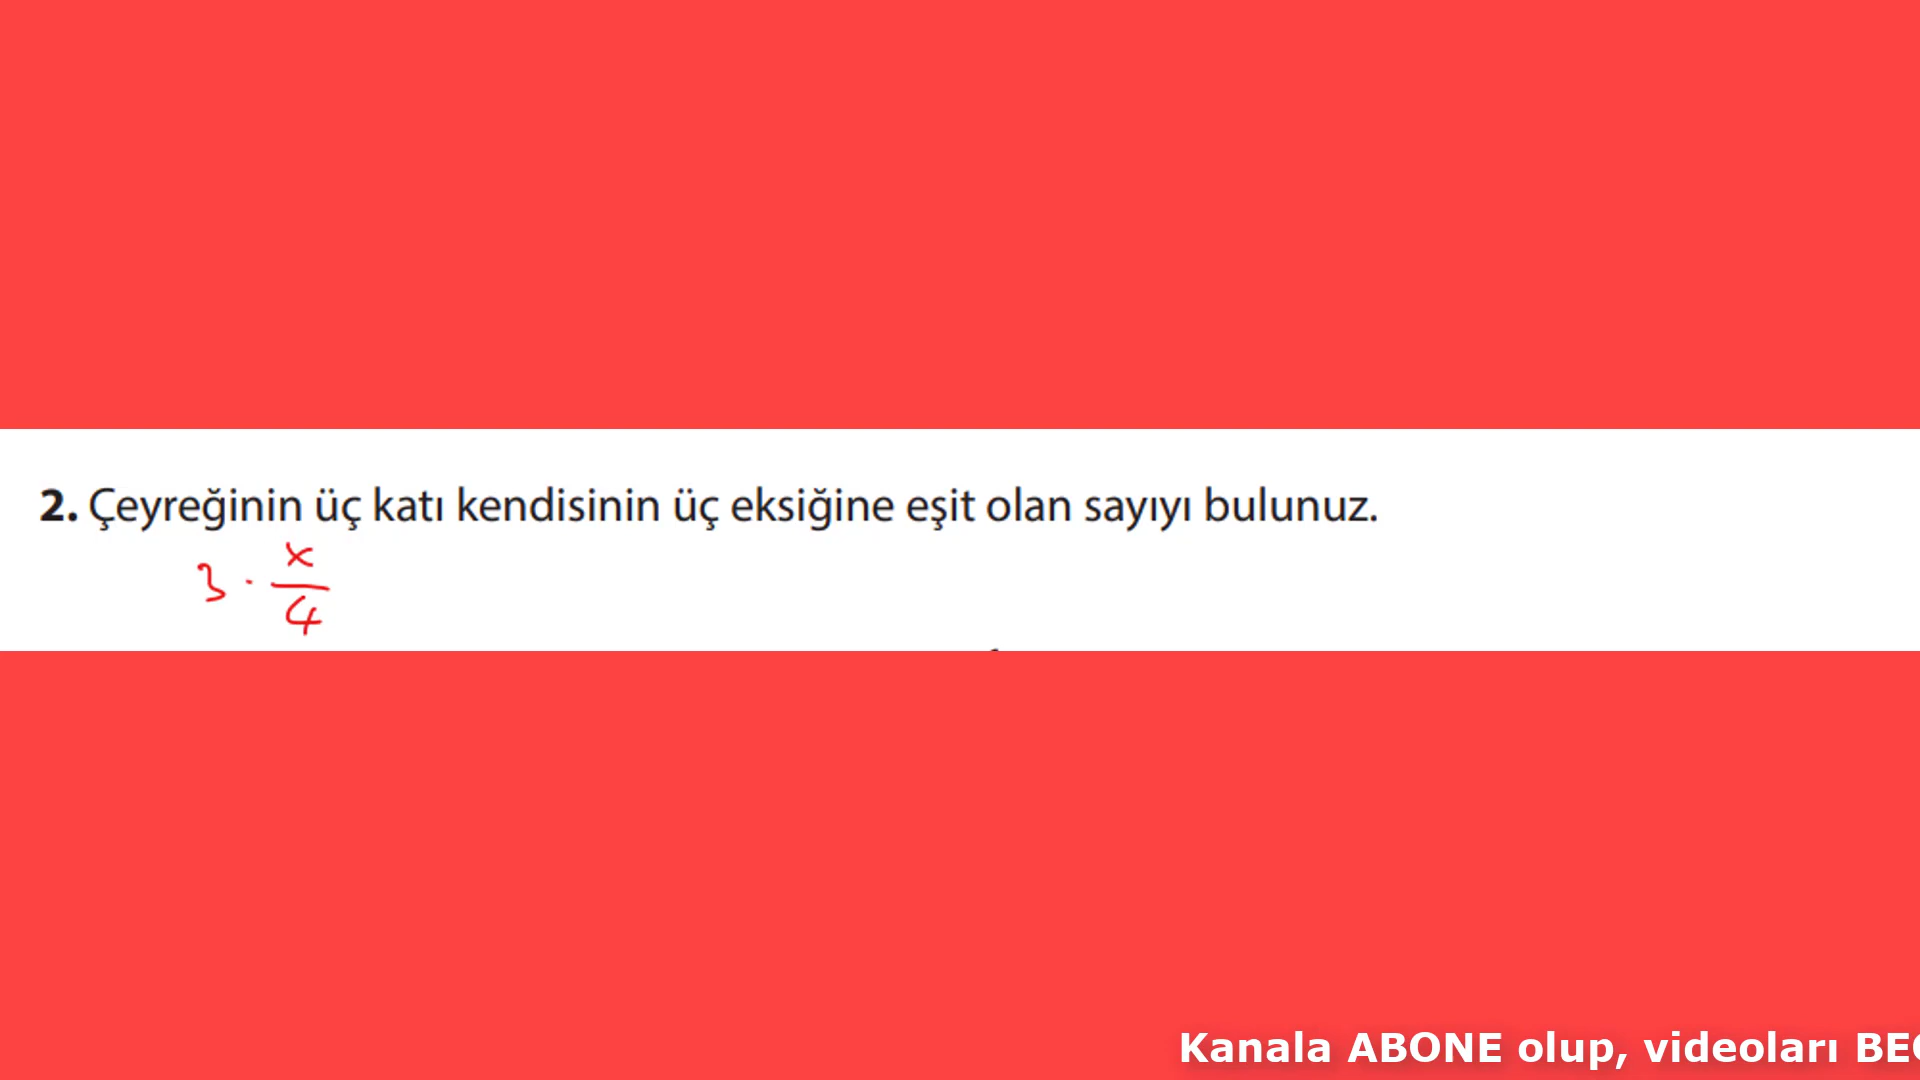 2. Çeyreğinin üç katı kendisinin üç eksiğine eşit olan sayıyı bulunuz.
3 · x/4
Kanala ABONE olup, videoları